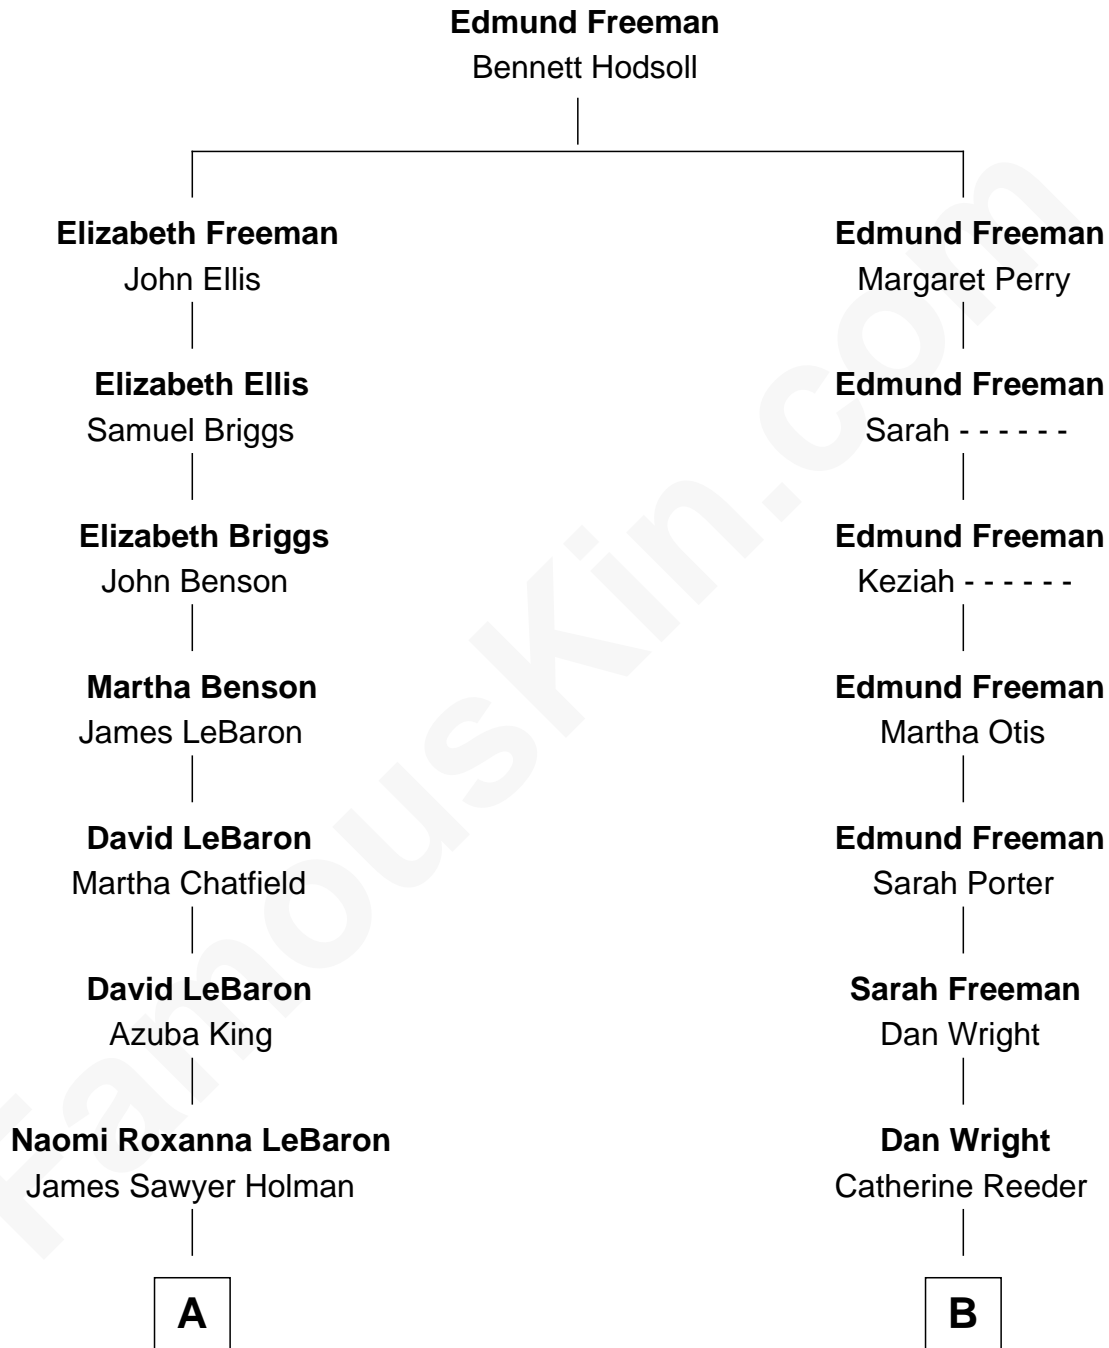 Edmund Freeman
Bennett Hodsoll
Elizabeth Freeman
John Ellis
Edmund Freeman
Margaret Perry
Elizabeth Ellis
Samuel Briggs
Edmund Freeman
Sarah - - - - - -
Elizabeth Briggs
John Benson
Edmund Freeman
Keziah - - - - - -
Martha Benson
James LeBaron
Edmund Freeman
Martha Otis
David LeBaron
Martha Chatfield
Edmund Freeman
Sarah Porter
David LeBaron
Azuba King
Sarah Freeman
Dan Wright
Naomi Roxanna LeBaron
James Sawyer Holman
Dan Wright
Catherine Reeder
A
B
FamousKin.com